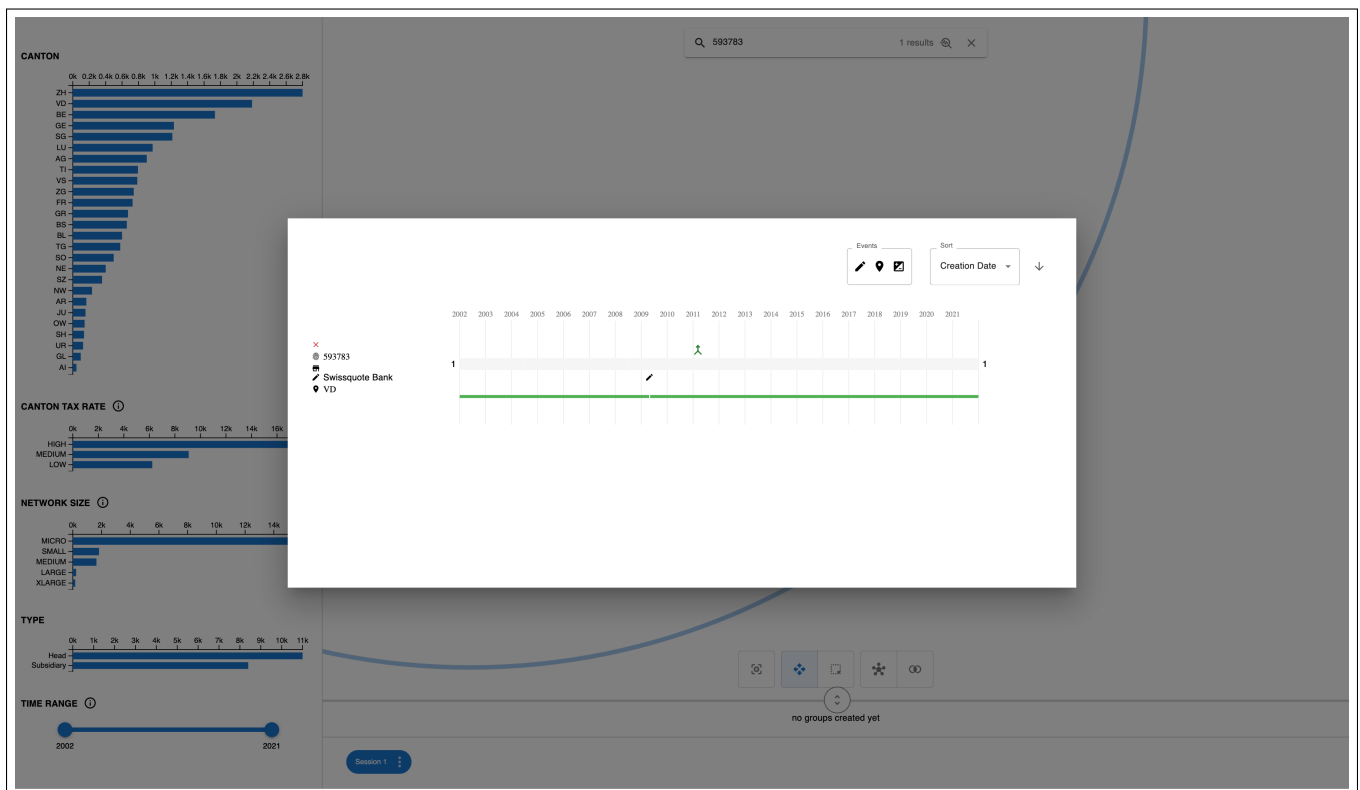 593783 1 results
CANTON
0k 0.2k 0.4k 0.6k 0.8k 1k 1.2k 1.4k 1.6k 1.8k 2k 2.2k 2.4k 2.6k 2.8k
ZH
VD
BE
GE
SG
LU
AG
TI
VS
ZG
FR
GR
BS
BL
TG
SO
NE
SZ
NW
AR
JU
OW
SH
UR
GL
AI
CANTON TAX RATE
0k 2k 4k 6k 8k 10k 12k 14k 16k
HIGH
MEDIUM
LOW
NETWORK SIZE
0k 2k 4k 6k 8k 10k 12k 14k
MICRO
SMALL
MEDIUM
LARGE
XLARGE
TYPE
0k 1k 2k 3k 4k 5k 6k 7k 8k 9k 10k 11k
Head
Subsidiary
TIME RANGE
2002 2021
Events
Sort
Creation Date
2002 2003 2004 2005 2006 2007 2008 2009 2010 2011 2012 2013 2014 2015 2016 2017 2018 2019 2020 2021
593783
1 1
Swissquote Bank
VD
no groups created yet
Session 1